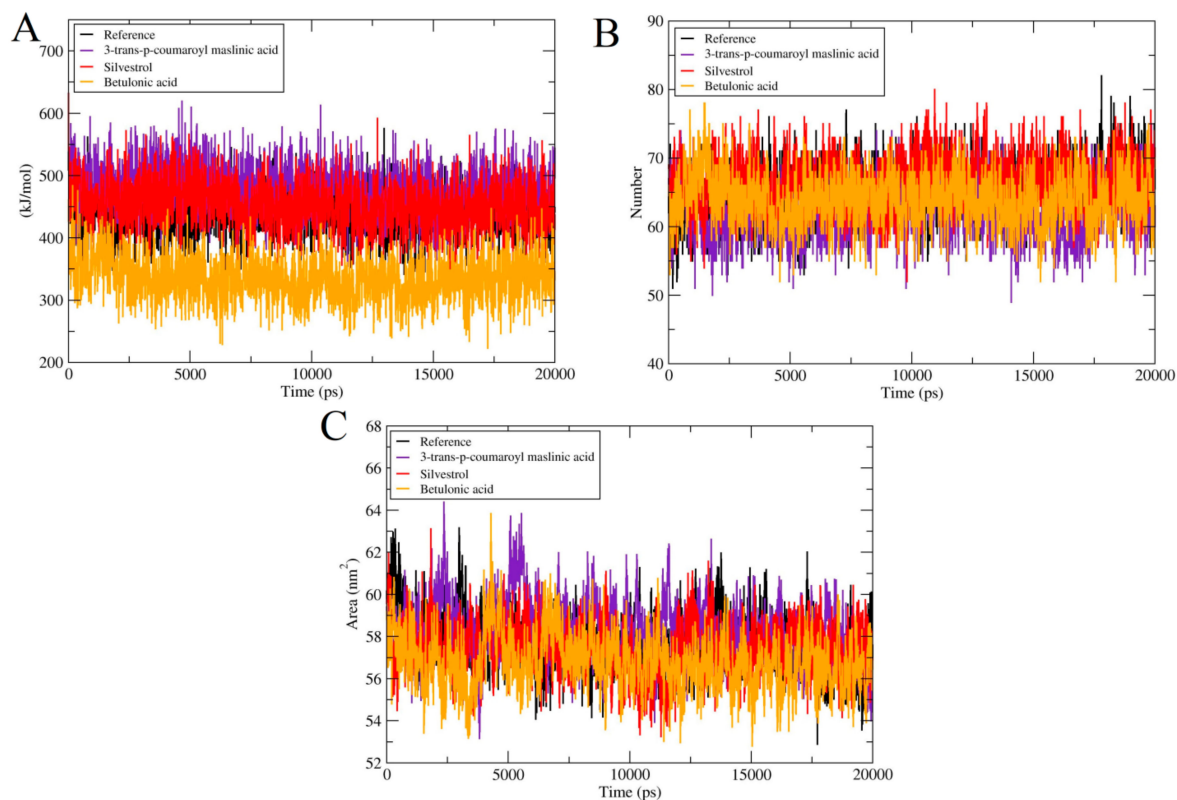 A
Reference
3-trans-p-coumaroyl maslinic acid
Silvestrol
Betulonic acid
(kJ/mol)
700
600
500
400
300
200
0
5000
10000
15000
20000
Time (ps)
B
Reference
3-trans-p-coumaroyl maslinic acid
Silvestrol
Betulonic acid
Number
90
80
70
60
50
40
0
5000
10000
15000
20000
Time (ps)
C
Reference
3-trans-p-coumaroyl maslinic acid
Silvestrol
Betulonic acid
Area (nm²)
68
66
64
62
60
58
56
54
52
0
5000
10000
15000
20000
Time (ps)